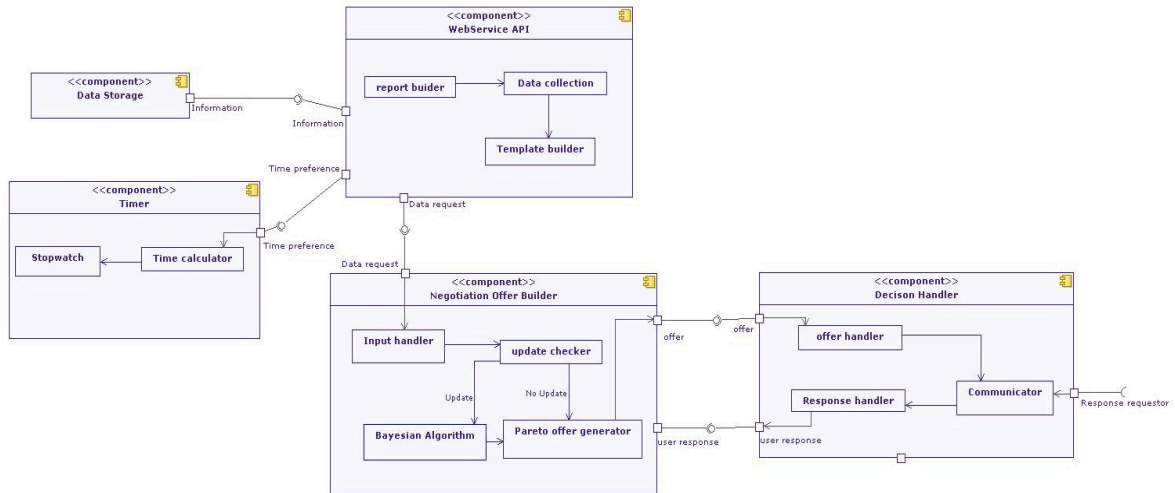 <<component>>
WebService API
report buider
Data collection
Template builder
<<component>>
Data Storage
Information
Information
Time preference
Data request
<<component>>
Timer
Stopwatch
Time calculator
Time preference
Data request
<<component>>
Negotiation Offer Builder
Input handler
update checker
Update
No Update
Bayesian Algorithm
Pareto offer generator
offer
user response
<<component>>
Decison Handler
offer
offer handler
Communicator
Response handler
user response
Response requestor